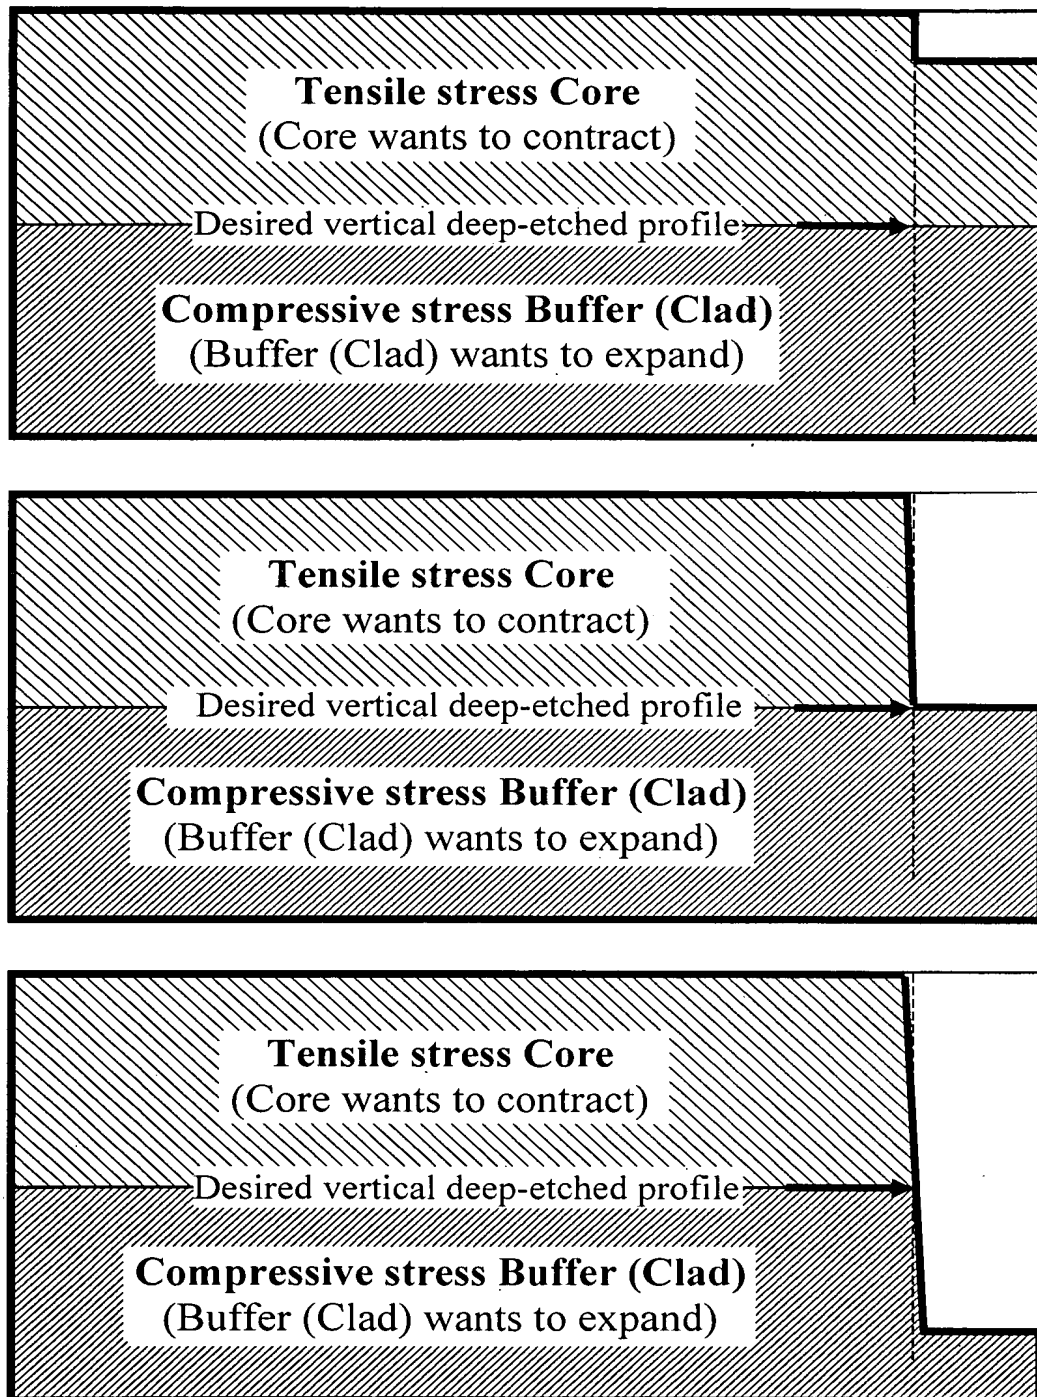 Tensile stress Core
(Core wants to contract)
Desired vertical deep-etched profile
Compressive stress Buffer (Clad)
(Buffer (Clad) wants to expand)
Tensile stress Core
(Core wants to contract)
Desired vertical deep-etched profile
Compressive stress Buffer (Clad)
(Buffer (Clad) wants to expand)
Tensile stress Core
(Core wants to contract)
Desired vertical deep-etched profile
Compressive stress Buffer (Clad)
(Buffer (Clad) wants to expand)